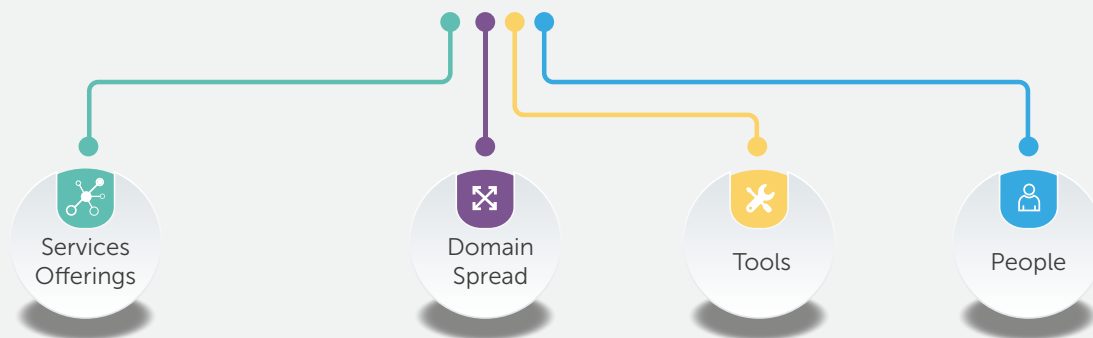 Services
Offerings
Domain
Spread
Tools
People